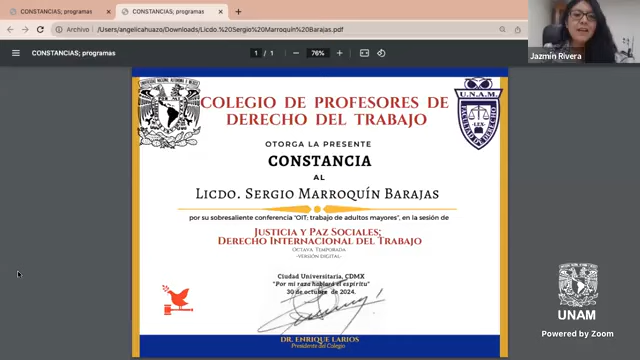 CONSTANCIAS; programas
CONSTANCIAS; programas
Archivo
/Users/angelicahuazo/Downloads/Licdo.%20Sergio%20Marroquín%20Barajas.pdf
CONSTANCIAS; programas
1 / 1
76%
Jazmín Rivera
COLEGIO DE PROFESORES DE
DERECHO DEL TRABAJO
U.N.A.M.
LEX
OTORGA LA PRESENTE
CONSTANCIA
AL
Licdo. Sergio Marroquín Barajas
por su sobresaliente conferencia "OIT; trabajo de adultos mayores", en la sesión de
Justicia y Paz Sociales;
Derecho Internacional del Trabajo
Octava Temporada
-Versión Digital-
Ciudad Universitaria, CDMX
"Por mi raza hablará el espíritu"
30 de octubre de 2024.
DR. ENRIQUE LARIOS
Presidente del Colegio
UNAM
Powered by Zoom